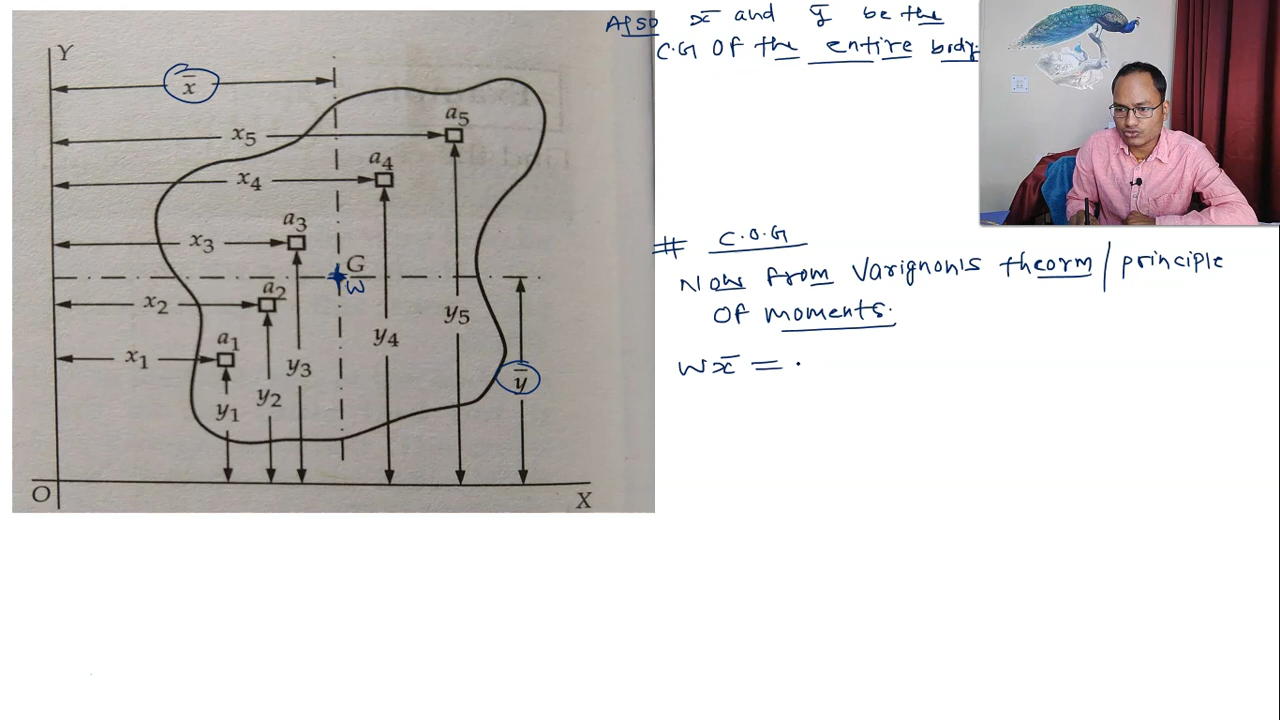 Also x̄ and ȳ be the
C.G of the entire body.
Y
x̄
x5
a5
a4
x4
a3
x3
G
W
a2
x2
y5
y4
a1
x1
y3
ȳ
y2
y1
O
X
# C.O.G
Now from Varignon's theorm / principle
Of moments.
Wx̄ = .